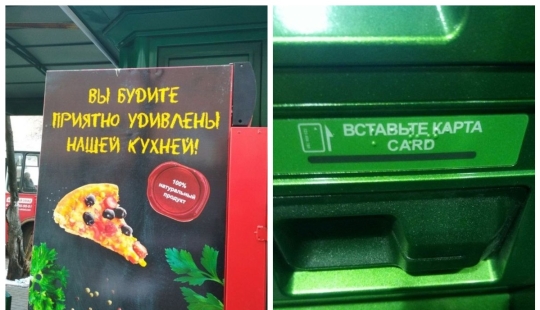 ВЫ БУДИТЕ
ПРИЯТНО УДИВЛЕНЫ
НАШЕЙ КУХНЕЙ!
100%
натуральный
продукт
ВСТАВЬТЕ КАРТА
CARD